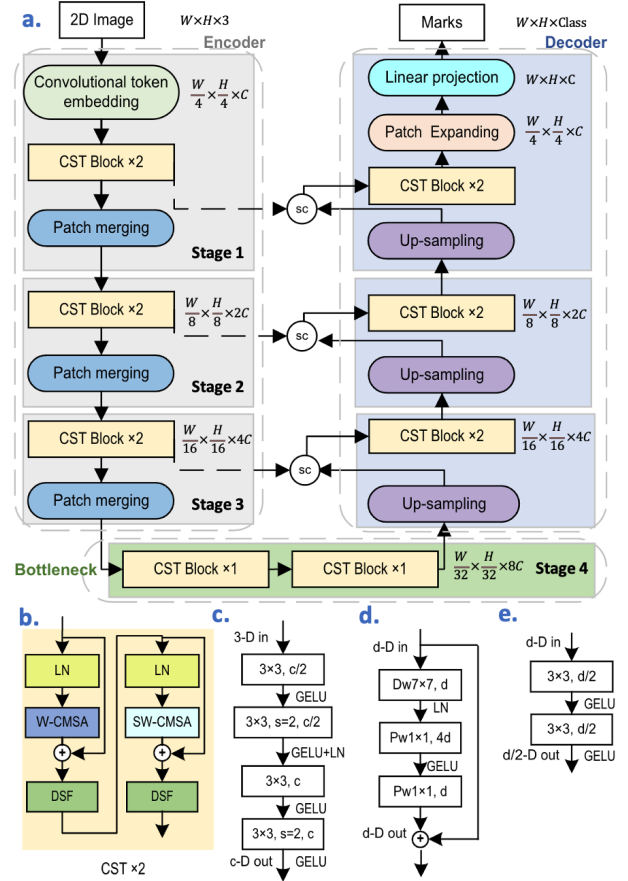 a.
2D Image
W×H×3
Marks
W×H×Class
Encoder
Decoder
Convolutional token
embedding
W/4 × H/4 ×C
Linear projection
W×H×C
Patch Expanding
W/4 × H/4 ×C
CST Block ×2
CST Block ×2
sc
Patch merging
Up-sampling
Stage 1
CST Block ×2
W/8 × H/8 ×2C
sc
CST Block ×2
W/8 × H/8 ×2C
Patch merging
Up-sampling
Stage 2
CST Block ×2
W/16 × H/16 ×4C
sc
CST Block ×2
W/16 × H/16 ×4C
Patch merging
Up-sampling
Stage 3
Bottleneck
CST Block ×1
CST Block ×1
W/32 × H/32 ×8C
Stage 4
b.
LN
LN
W-CMSA
SW-CMSA
+
+
DSF
DSF
CST ×2
c.
3-D in
3×3, c/2
GELU
3×3, s=2, c/2
GELU+LN
3×3, c
GELU
3×3, s=2, c
c-D out
GELU
d.
d-D in
Dw7×7, d
LN
Pw1×1, 4d
GELU
Pw1×1, d
d-D out
+
e.
d-D in
3×3, d/2
GELU
3×3, d/2
d/2-D out
GELU